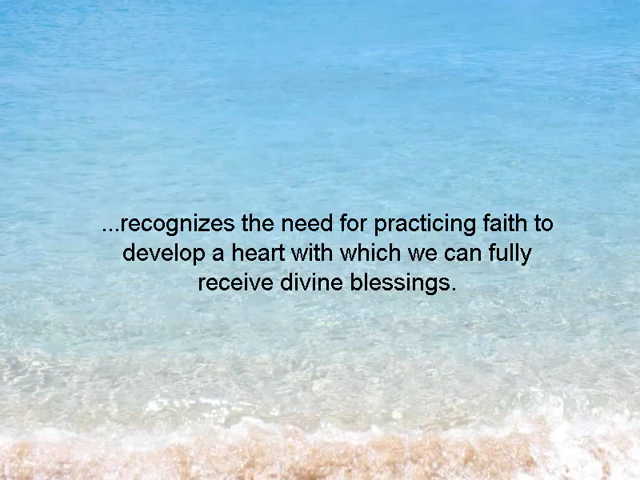 ...recognizes the need for practicing faith to
develop a heart with which we can fully
receive divine blessings.